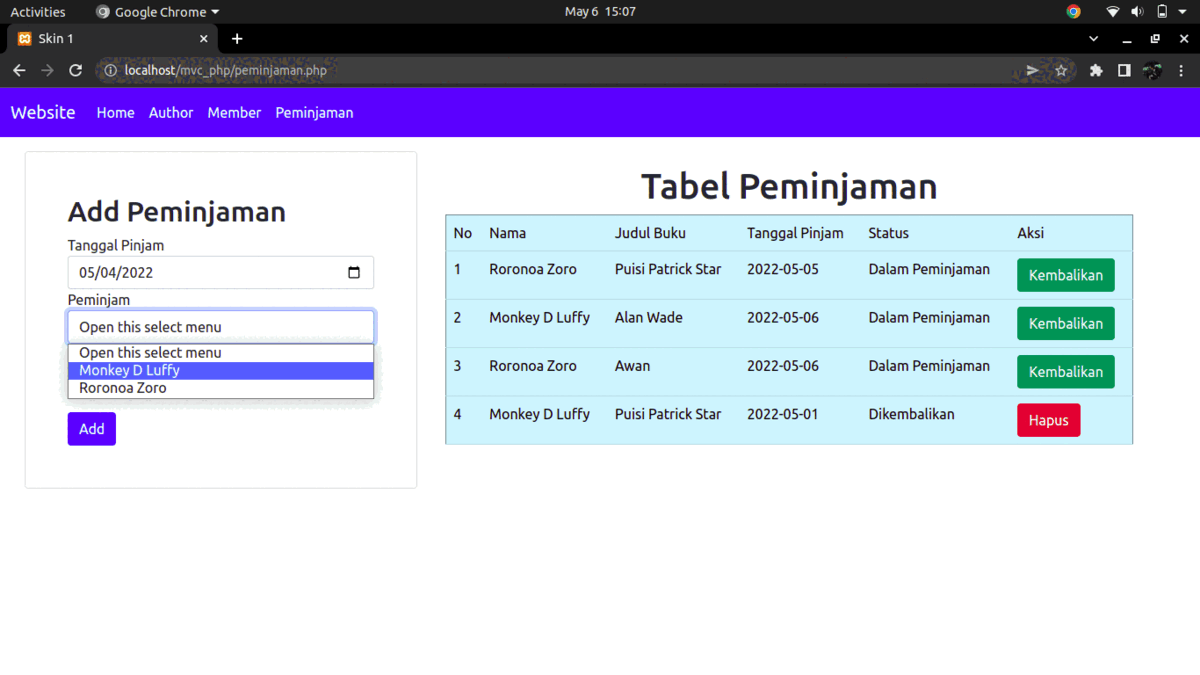 Activities Google Chrome May 6 15:07
Skin 1
localhost/mvc_php/peminjaman.php
Website Home Author Member Peminjaman
Add Peminjaman
Tanggal Pinjam
05/04/2022
Peminjam
Open this select menu
Open this select menu
Monkey D Luffy
Roronoa Zoro
Add
Tabel Peminjaman
No Nama Judul Buku Tanggal Pinjam Status Aksi
1 Roronoa Zoro Puisi Patrick Star 2022-05-05 Dalam Peminjaman Kembalikan
2 Monkey D Luffy Alan Wade 2022-05-06 Dalam Peminjaman Kembalikan
3 Roronoa Zoro Awan 2022-05-06 Dalam Peminjaman Kembalikan
4 Monkey D Luffy Puisi Patrick Star 2022-05-01 Dikembalikan Hapus